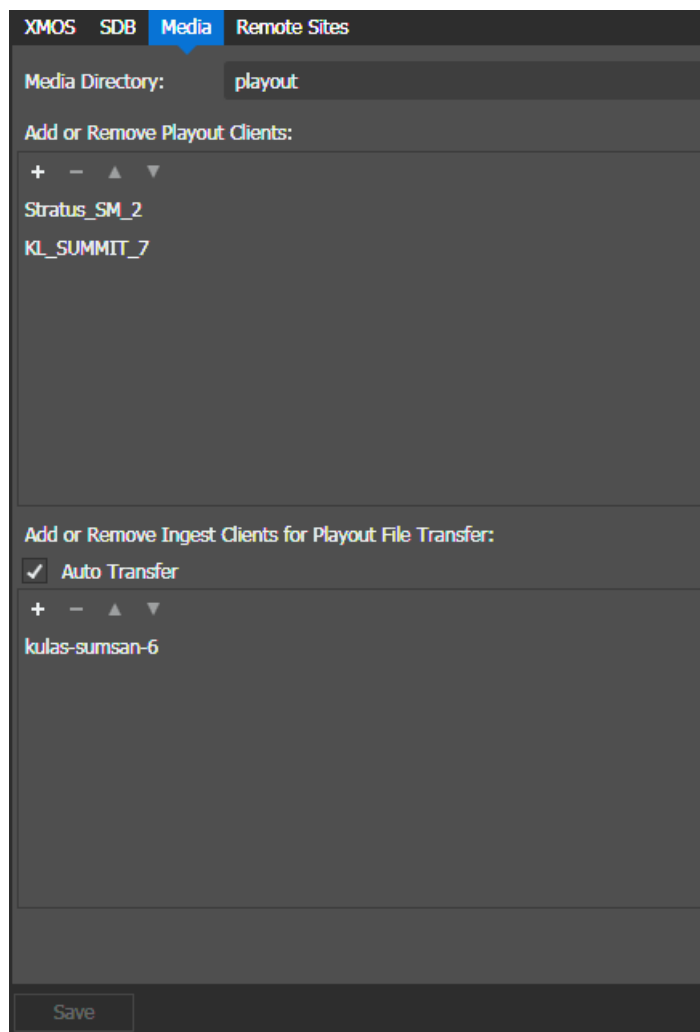 XMOS SDB Media Remote Sites
Media Directory: playout
Add or Remove Playout Clients:
Stratus_SM_2
KL_SUMMIT_7
Add or Remove Ingest Clients for Playout File Transfer:
Auto Transfer
kulas-sumsan-6
Save